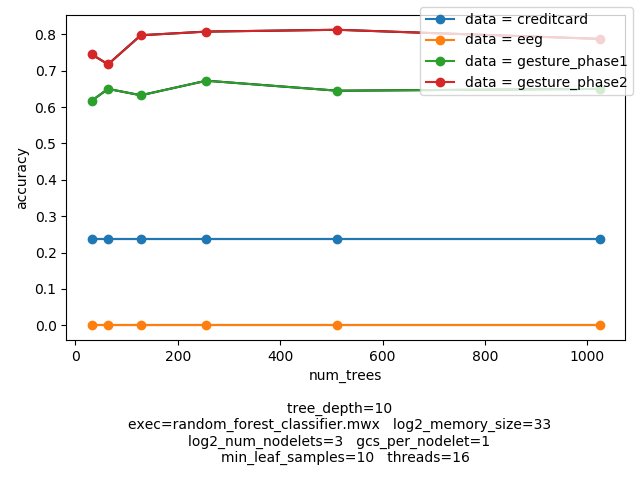 data = creditcard
data = eeg
data = gesture_phase1
data = gesture_phase2
accuracy
0.8
0.7
0.6
0.5
0.4
0.3
0.2
0.1
0.0
0 200 400 600 800 1000
num_trees
tree_depth=10
exec=random_forest_classifier.mwx log2_memory_size=33
log2_num_nodelets=3 gcs_per_nodelet=1
min_leaf_samples=10 threads=16